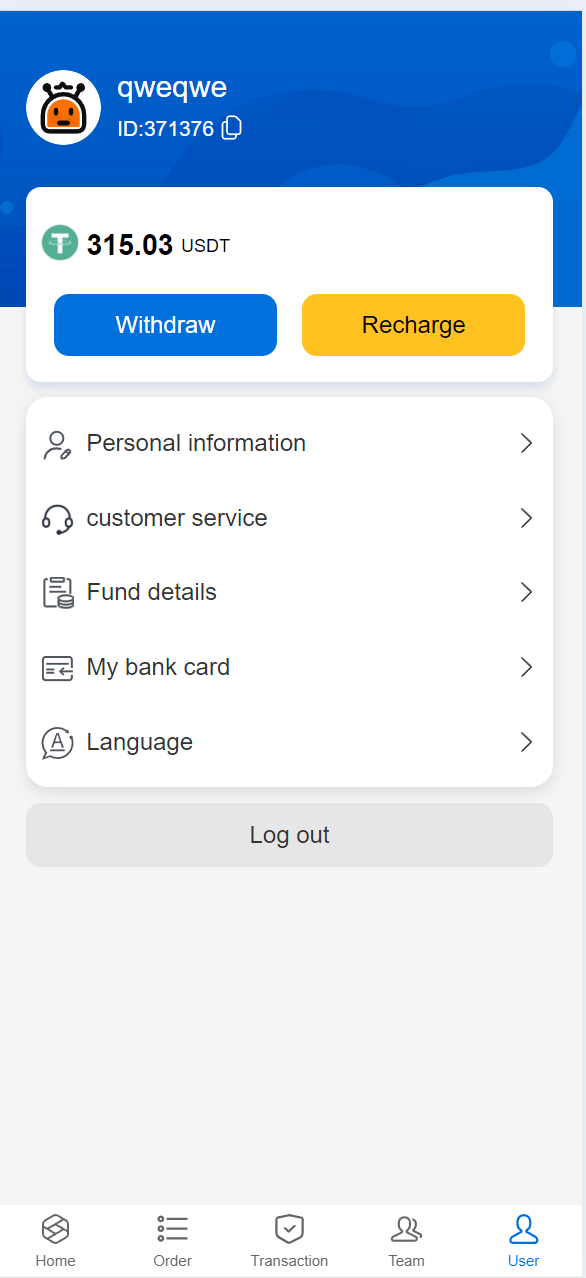 qweqwe
ID:371376
315.03 USDT
Withdraw
Recharge
Personal information
customer service
Fund details
My bank card
Language
Log out
Home
Order
Transaction
Team
User